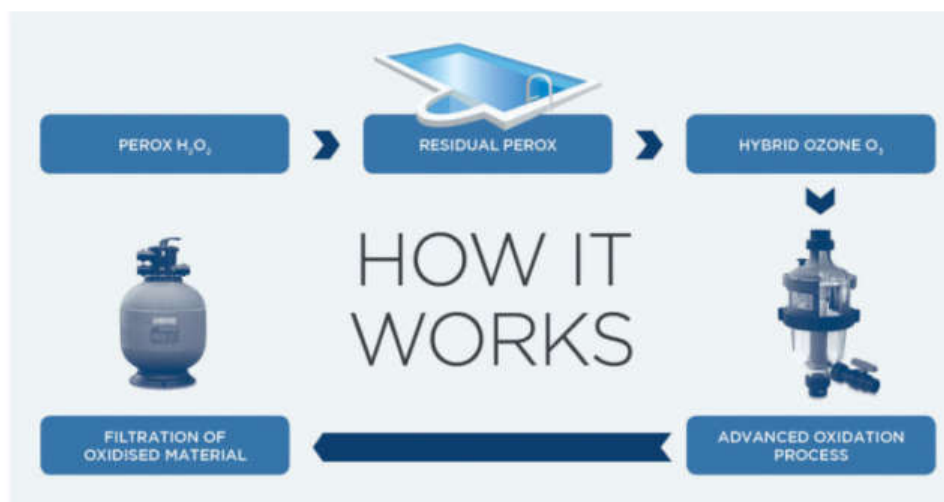 PEROX H₂O₂
RESIDUAL PEROX
HYBRID OZONE O₃
HOW IT
WORKS
FILTRATION OF
OXIDISED MATERIAL
ADVANCED OXIDATION
PROCESS